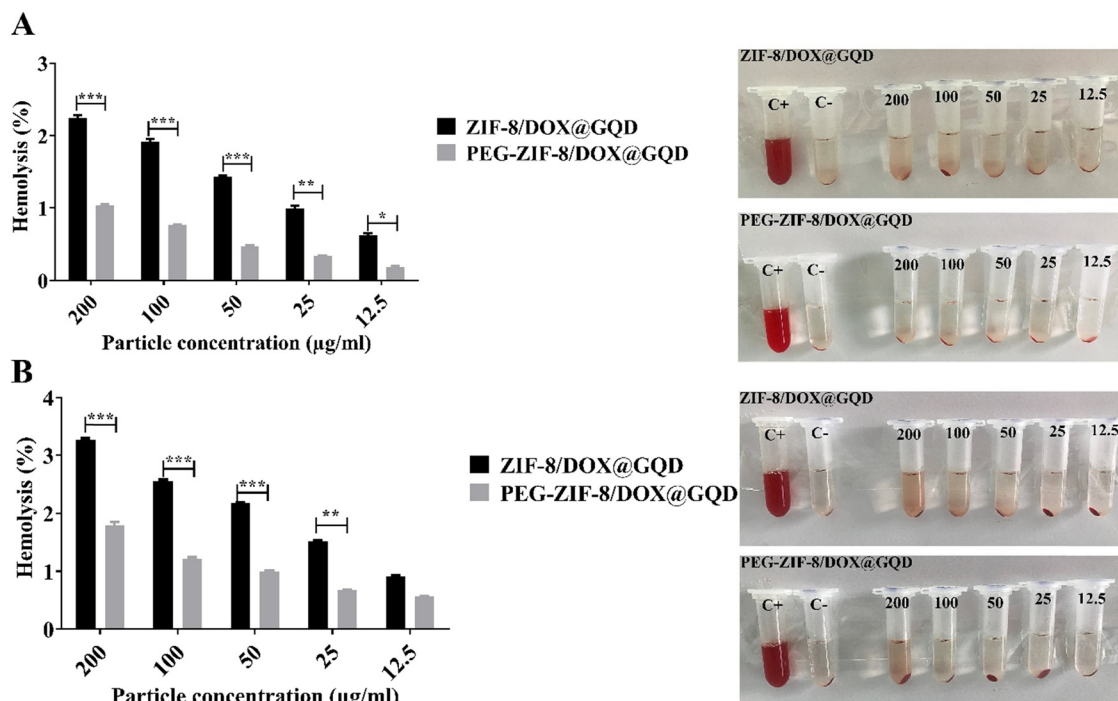 A
3
2
1
0
Hemolysis (%)
***
***
***
**
*
200
100
50
25
12.5
Particle concentration (µg/ml)
ZIF-8/DOX@GQD
PEG-ZIF-8/DOX@GQD
ZIF-8/DOX@GQD
C+ C- 200 100 50 25 12.5
PEG-ZIF-8/DOX@GQD
C+ C- 200 100 50 25 12.5
B
4
3
2
1
0
Hemolysis (%)
***
***
***
**
200
100
50
25
12.5
Particle concentration (µg/ml)
ZIF-8/DOX@GQD
PEG-ZIF-8/DOX@GQD
ZIF-8/DOX@GQD
C+ C- 200 100 50 25 12.5
PEG-ZIF-8/DOX@GQD
C+ C- 200 100 50 25 12.5